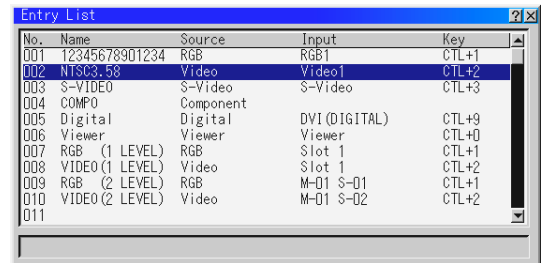 Entry List
No. Name Source Input Key
001 12345678901234 RGB RGB1 CTL+1
002 NTSC3.58 Video Video1 CTL+2
003 S-VIDEO S-Video S-Video CTL+3
004 COMPO Component
005 Digital Digital DVI(DIGITAL) CTL+9
006 Viewer Viewer Viewer CTL+0
007 RGB (1 LEVEL) RGB Slot 1 CTL+1
008 VIDEO(1 LEVEL) Video Slot 1 CTL+2
009 RGB (2 LEVEL) RGB M-01 S-01 CTL+1
010 VIDEO(2 LEVEL) Video M-01 S-02 CTL+2
011